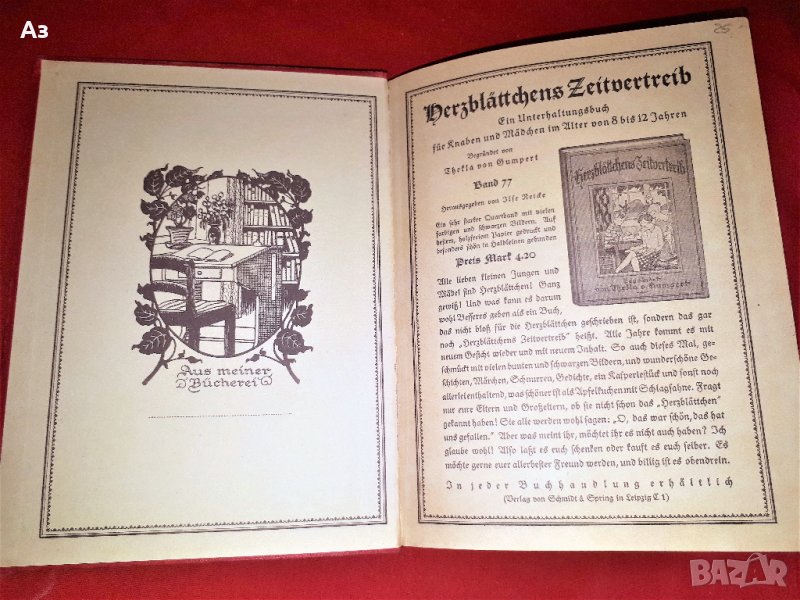 Аз
Aus meiner
Bücherei
25.-
Herzblättchens Zeitvertreib
Ein Unterhaltungsbuch
für Knaben und Mädchen im Alter von 8 bis 12 Jahren
Begründet von
Thekla von Gumpert
Band 77
Herausgegeben von Ilse Reicke
Ein sehr starker Quartband mit vielen
farbigen und schwarzen Bildern. Auf
bestem, holzfreiem Papier gedruckt und
besonders schön in Halbleinen gebunden
Preis Mark 4.20
Herzblättchens Zeitvertreib
von Thekla v. Gumpert
Alle lieben kleinen Jungen und
Mädel sind Herzblättchen! Ganz
gewiß! Und was kann es darum
wohl Besseres geben als ein Buch,
das nicht bloß für die Herzblättchen geschrieben ist, sondern das gar
noch „Herzblättchens Zeitvertreib“ heißt. Alle Jahre kommt es mit
neuem Gesicht wieder und mit neuem Inhalt. So auch dieses Mal, ge-
schmückt mit vielen bunten und schwarzen Bildern, und wunderschöne Ge-
schichten, Märchen, Schnurren, Gedichte, ein Kasperlestück und sonst noch
allerlei enthaltend, was schöner ist als Apfelkuchen mit Schlagsahne. Fragt
nur eure Eltern und Großeltern, ob sie nicht schon das „Herzblättchen“
gekannt haben! Sie alle werden wohl sagen: „O, das war schön, das hat
uns gefallen.“ Aber was meint ihr, möchtet ihr es nicht auch haben? Ich
glaube wohl! Also laßt es euch schenken oder kauft es euch selber. Es
möchte gerne euer allerbester Freund werden, und billig ist es obendrein.
In jeder Buchhandlung erhältlich
(Verlag von Schmidt & Spring in Leipzig C 1)
BAZAR